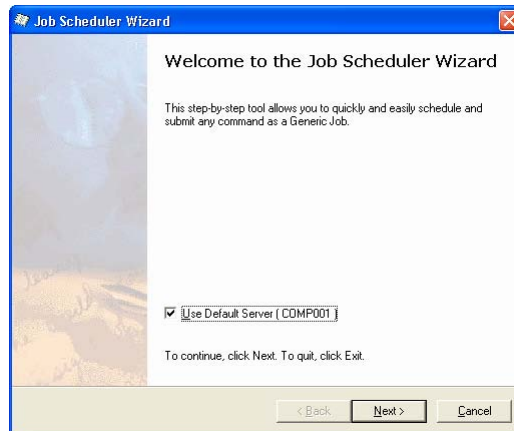 Job Scheduler Wizard
Welcome to the Job Scheduler Wizard
This step-by-step tool allows you to quickly and easily schedule and
submit any command as a Generic Job.
Use Default Server ( COMP001 )
To continue, click Next. To quit, click Exit.
< Back Next > Cancel